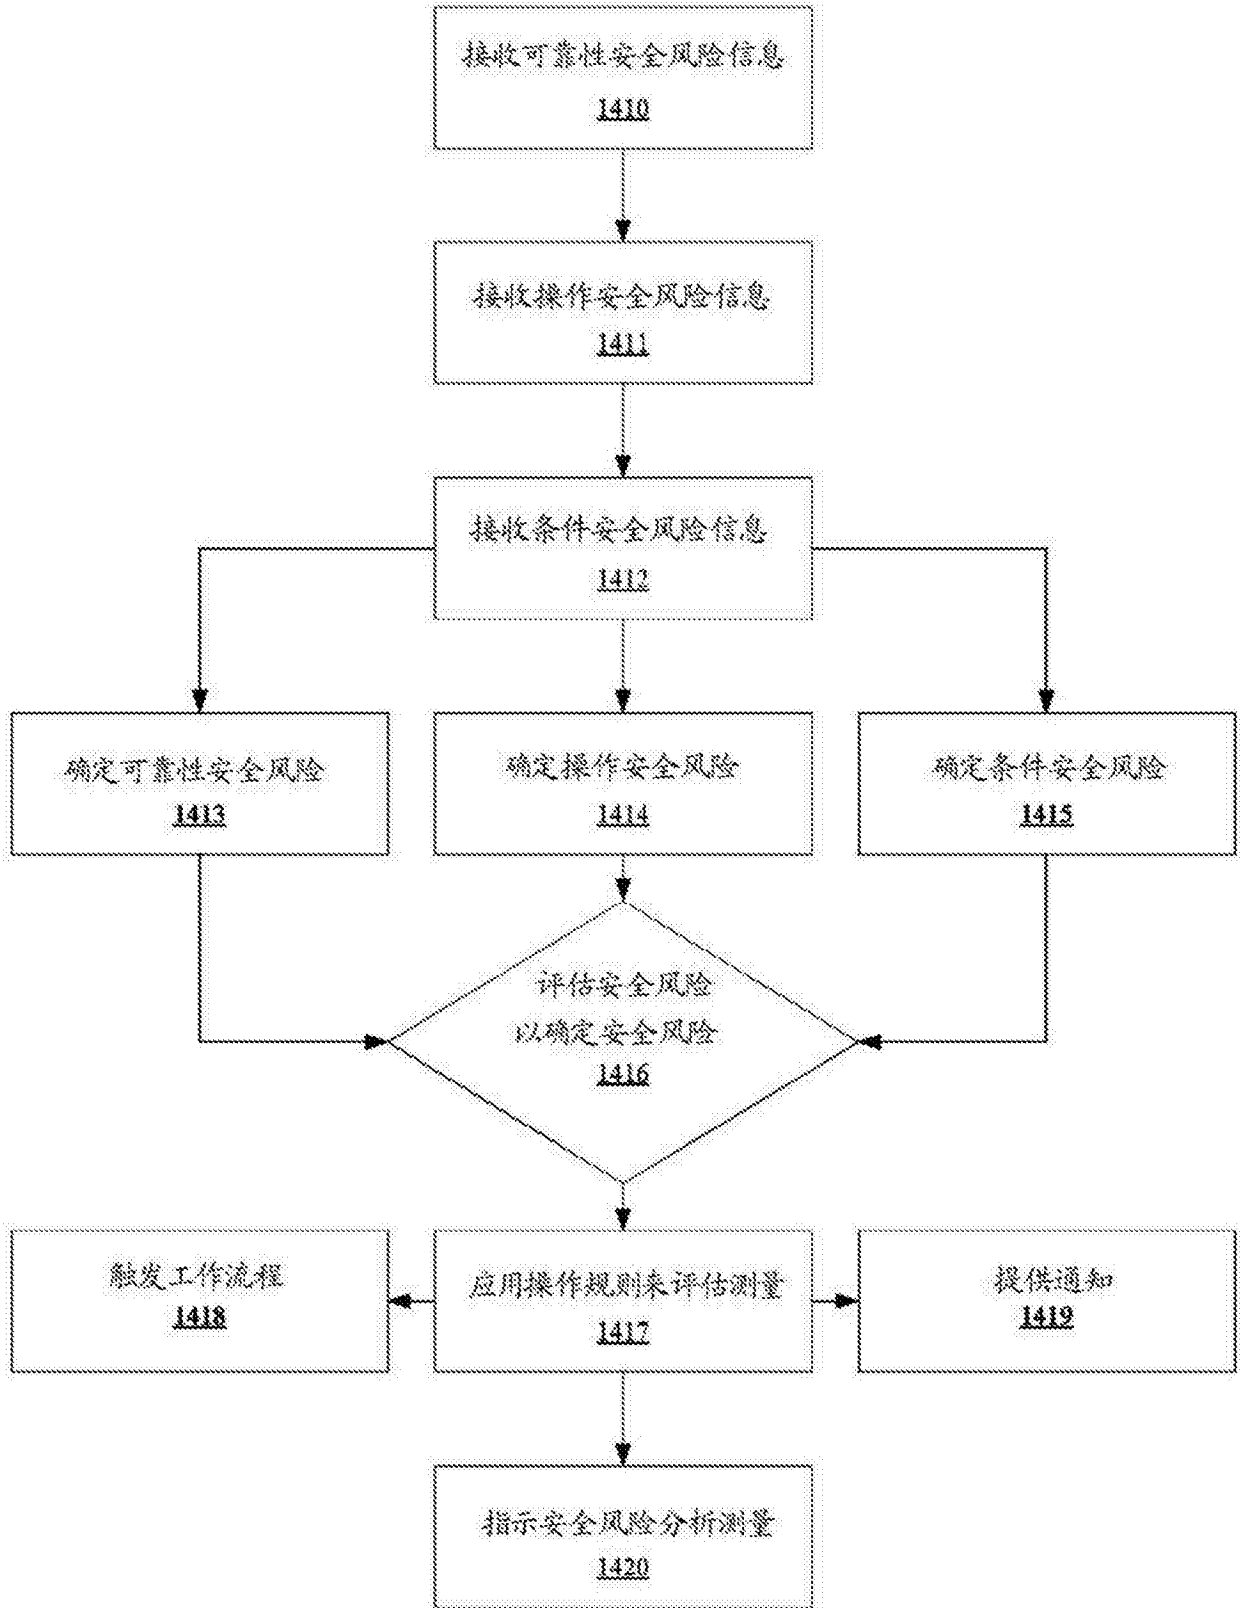 接收可靠性安全风险信息
1410
接收操作安全风险信息
1411
接收条件安全风险信息
1412
确定可靠性安全风险
1413
确定操作安全风险
1414
确定条件安全风险
1415
评估安全风险
以确定安全风险
1416
触发工作流程
1418
应用操作规则来评估测量
1417
提供通知
1419
指示安全风险分析测量
1420